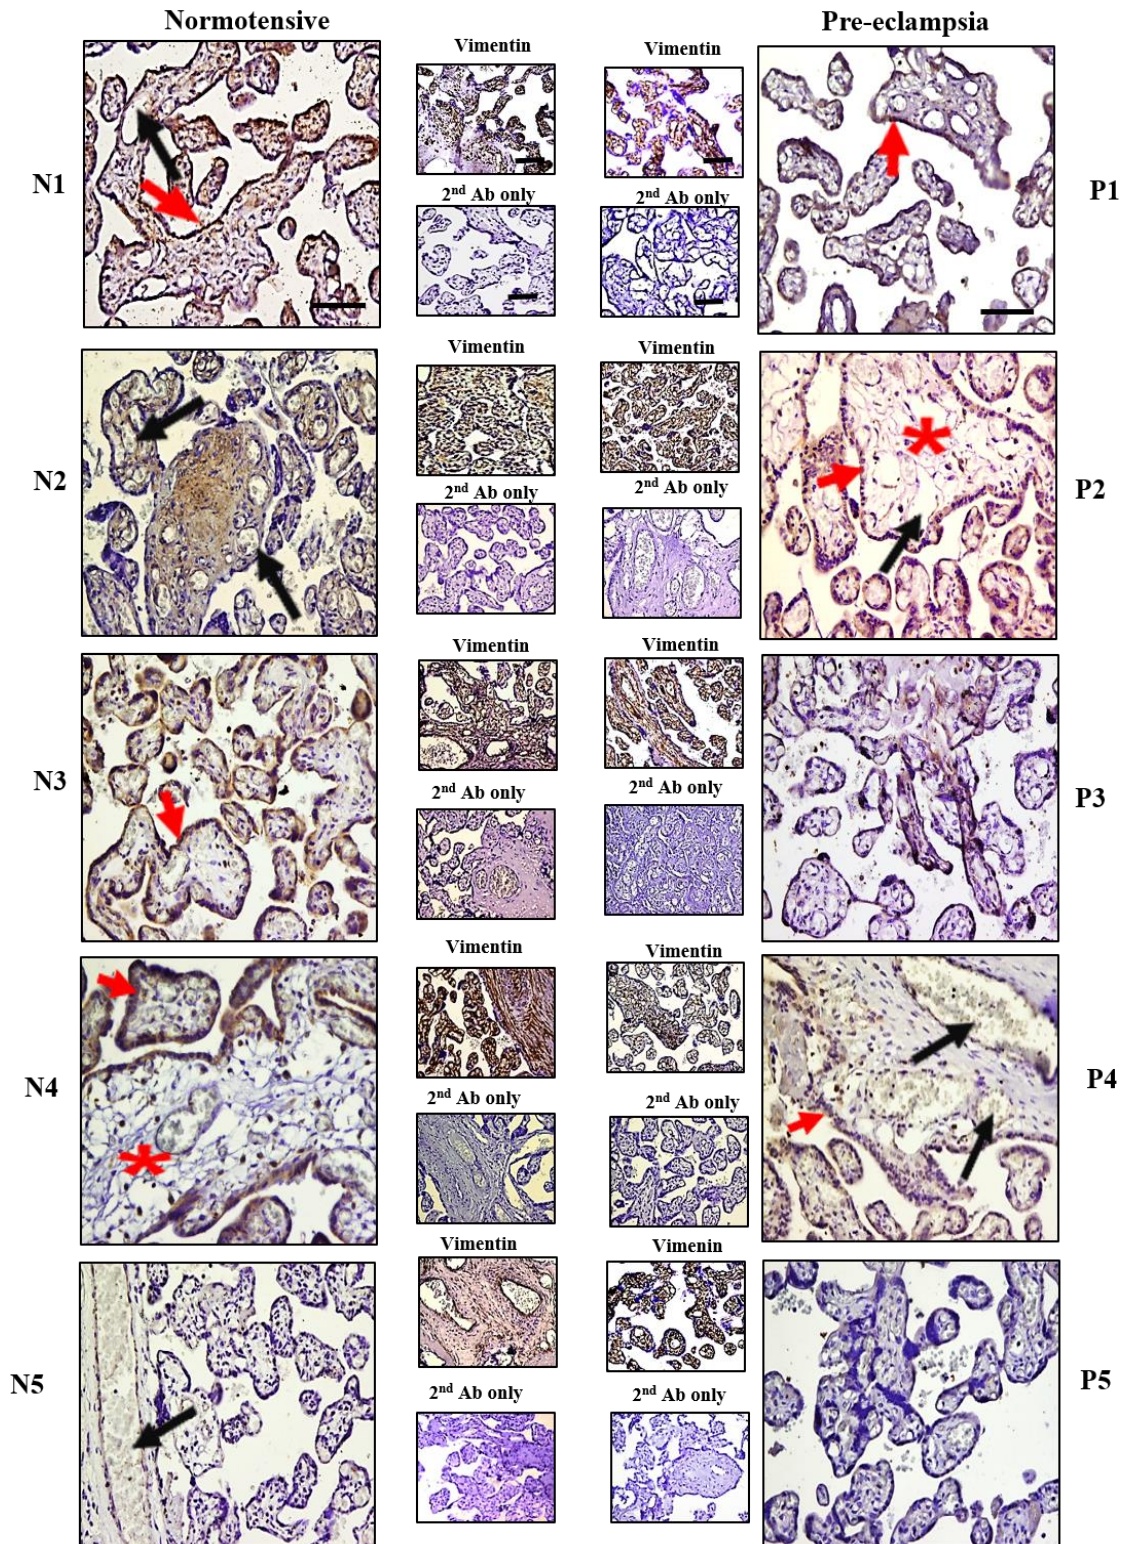 Normotensive
Pre-eclampsia
Vimentin
Vimentin
N1
P1
2nd Ab only
2nd Ab only
Vimentin
Vimentin
N2
P2
2nd Ab only
2nd Ab only
Vimentin
Vimentin
N3
P3
2nd Ab only
2nd Ab only
Vimentin
Vimentin
N4
P4
2nd Ab only
2nd Ab only
Vimentin
Vimenin
N5
P5
2nd Ab only
2nd Ab only